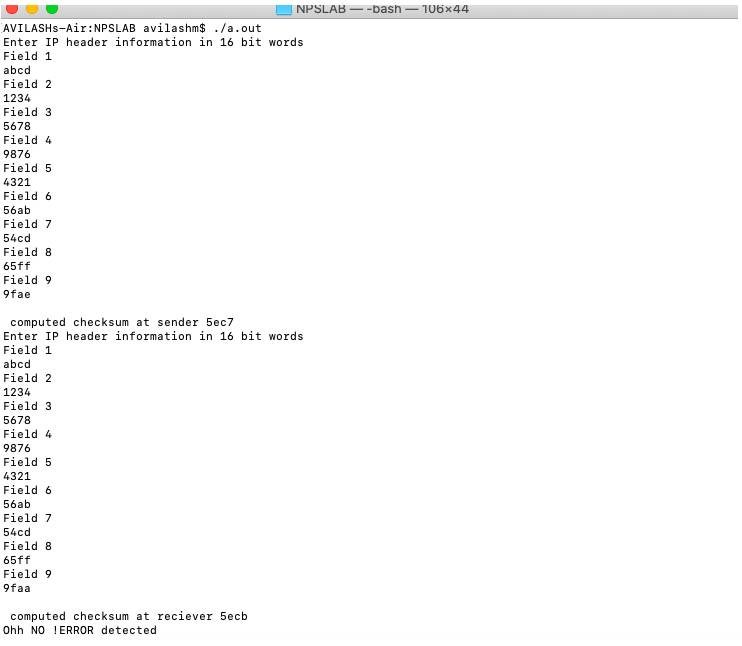 NPSLAB — -bash — 106×44
AVILASHs-Air:NPSLAB avilashm$ ./a.out
Enter IP header information in 16 bit words
Field 1
abcd
Field 2
1234
Field 3
5678
Field 4
9876
Field 5
4321
Field 6
56ab
Field 7
54cd
Field 8
65ff
Field 9
9fae
computed checksum at sender 5ec7
Enter IP header information in 16 bit words
Field 1
abcd
Field 2
1234
Field 3
5678
Field 4
9876
Field 5
4321
Field 6
56ab
Field 7
54cd
Field 8
65ff
Field 9
9faa
computed checksum at reciever 5ecb
Ohh NO !ERROR detected